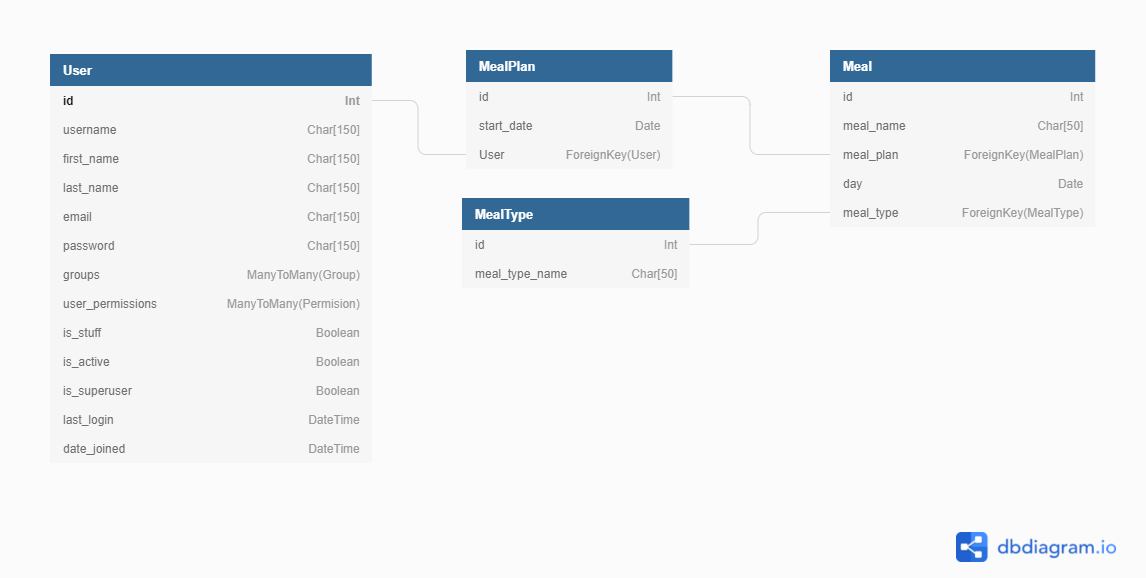 User
id Int
username Char[150]
first_name Char[150]
last_name Char[150]
email Char[150]
password Char[150]
groups ManyToMany(Group)
user_permissions ManyToMany(Permision)
is_stuff Boolean
is_active Boolean
is_superuser Boolean
last_login DateTime
date_joined DateTime
MealPlan
id Int
start_date Date
User ForeignKey(User)
MealType
id Int
meal_type_name Char[50]
Meal
id Int
meal_name Char[50]
meal_plan ForeignKey(MealPlan)
day Date
meal_type ForeignKey(MealType)
dbdiagram.io